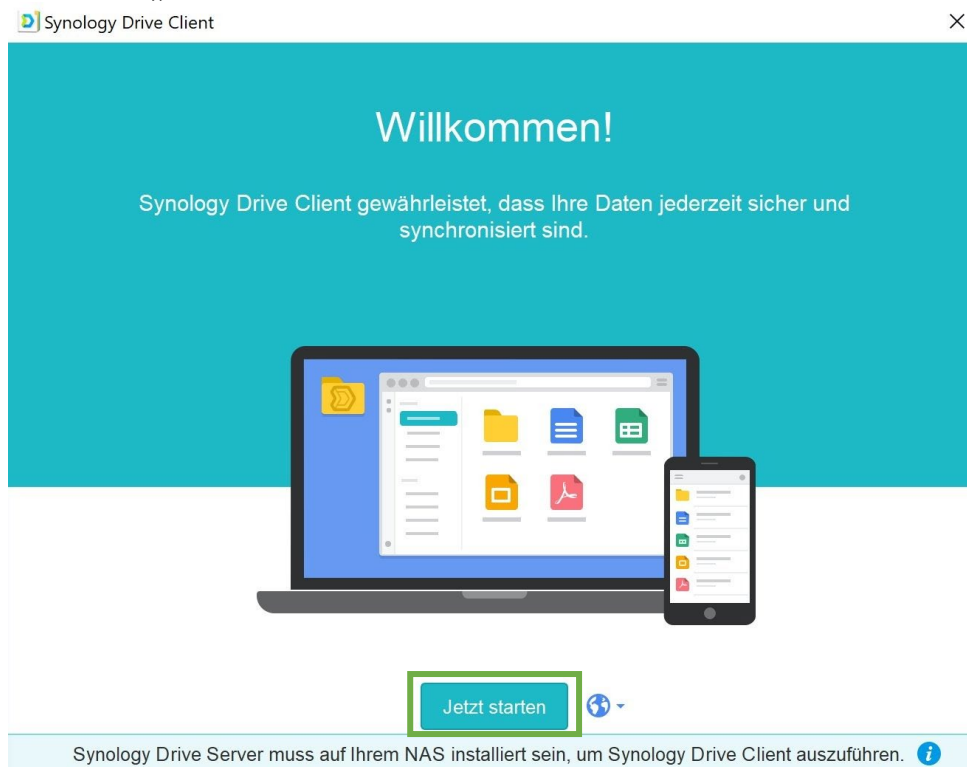 Synology Drive Client
Willkommen!
Synology Drive Client gewährleistet, dass Ihre Daten jederzeit sicher und
synchronisiert sind.
Jetzt starten
Synology Drive Server muss auf Ihrem NAS installiert sein, um Synology Drive Client auszuführen.